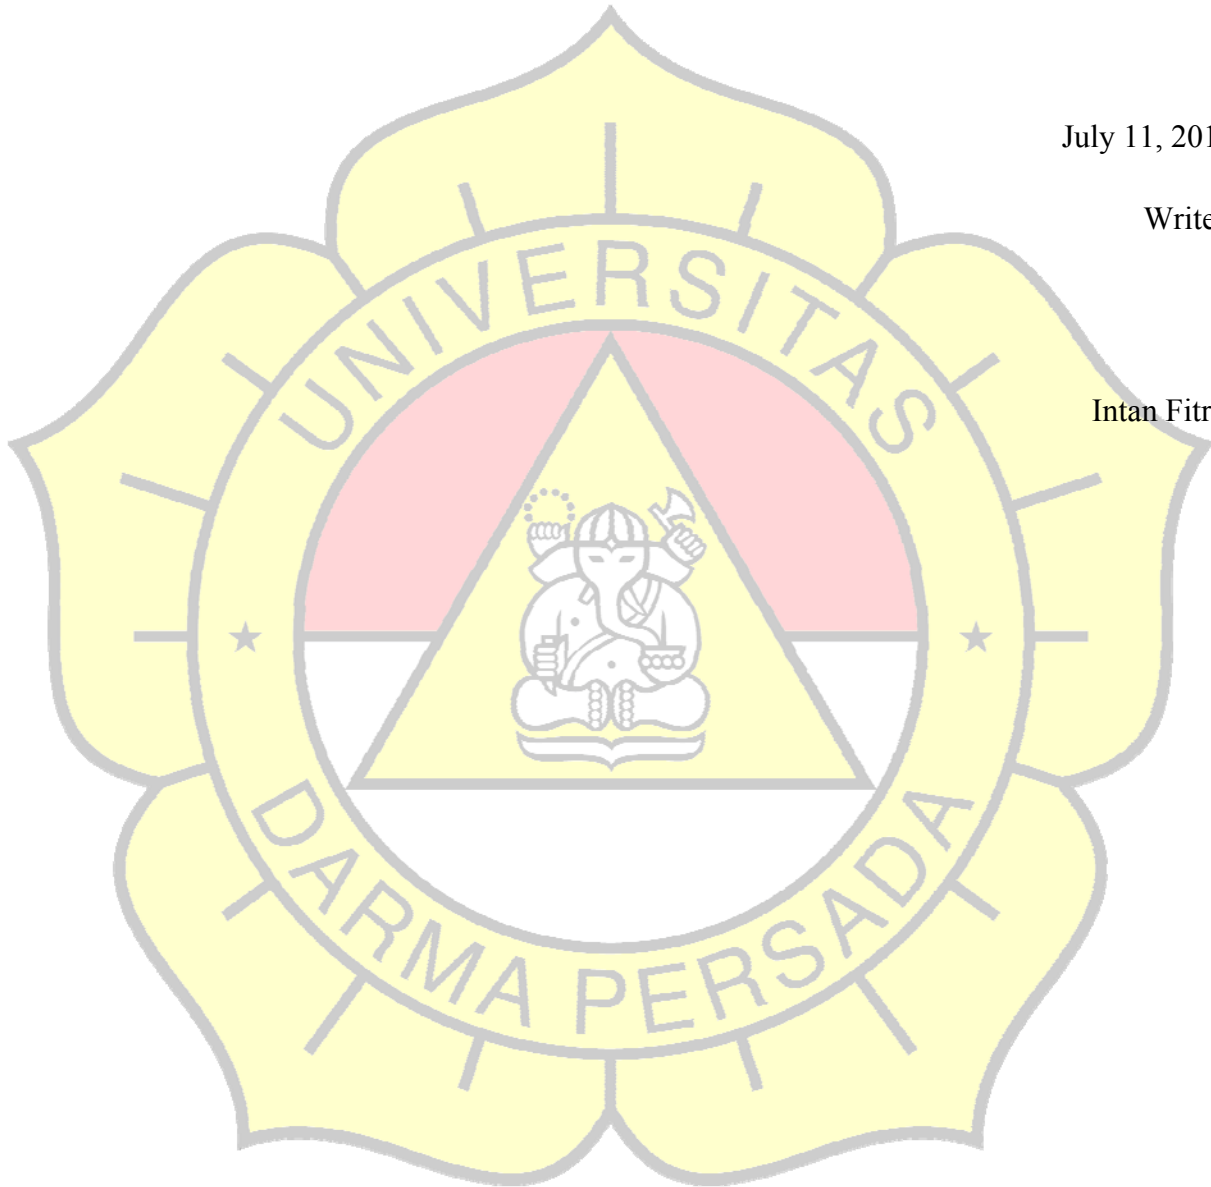 July 11, 201
Write
Intan Fitr
UNIVERSITAS
DARMA PERSADA